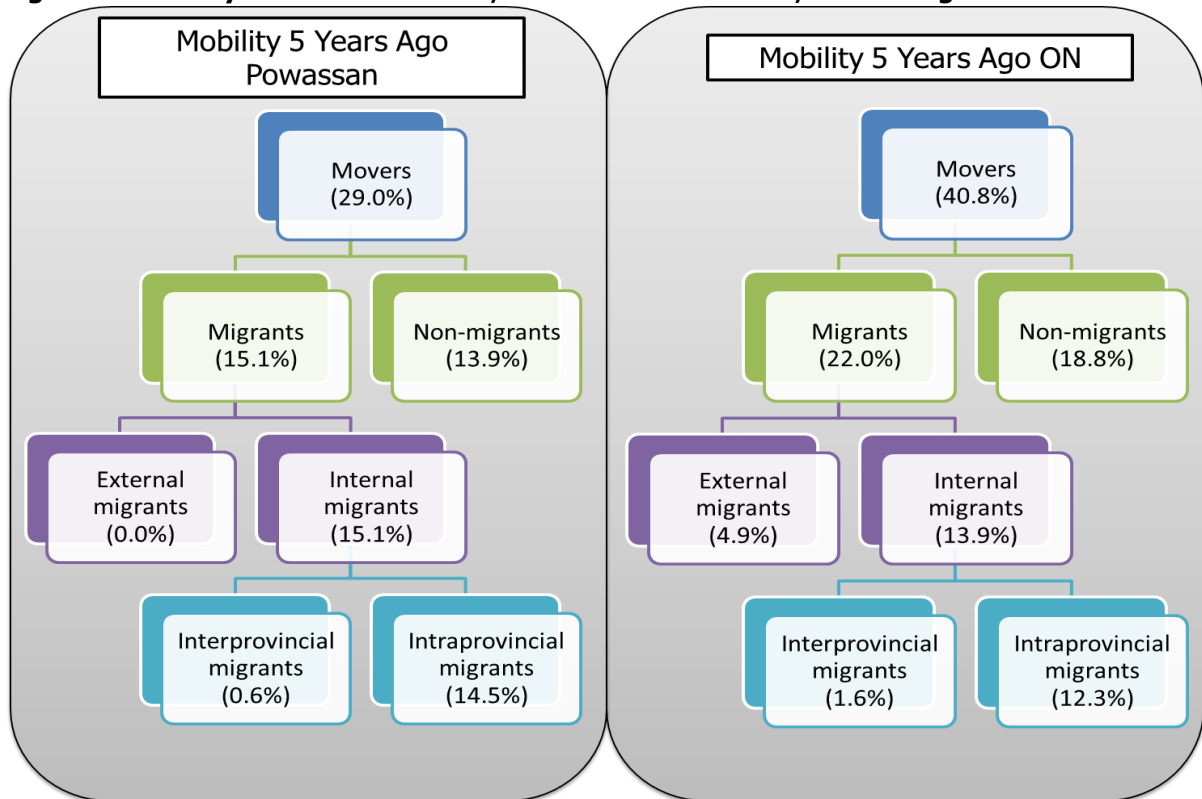 Mobility 5 Years Ago
Powassan
Movers
(29.0%)
Migrants
(15.1%)
Non-migrants
(13.9%)
External
migrants
(0.0%)
Internal
migrants
(15.1%)
Interprovincial
migrants
(0.6%)
Intraprovincial
migrants
(14.5%)
Mobility 5 Years Ago ON
Movers
(40.8%)
Migrants
(22.0%)
Non-migrants
(18.8%)
External
migrants
(4.9%)
Internal
migrants
(13.9%)
Interprovincial
migrants
(1.6%)
Intraprovincial
migrants
(12.3%)